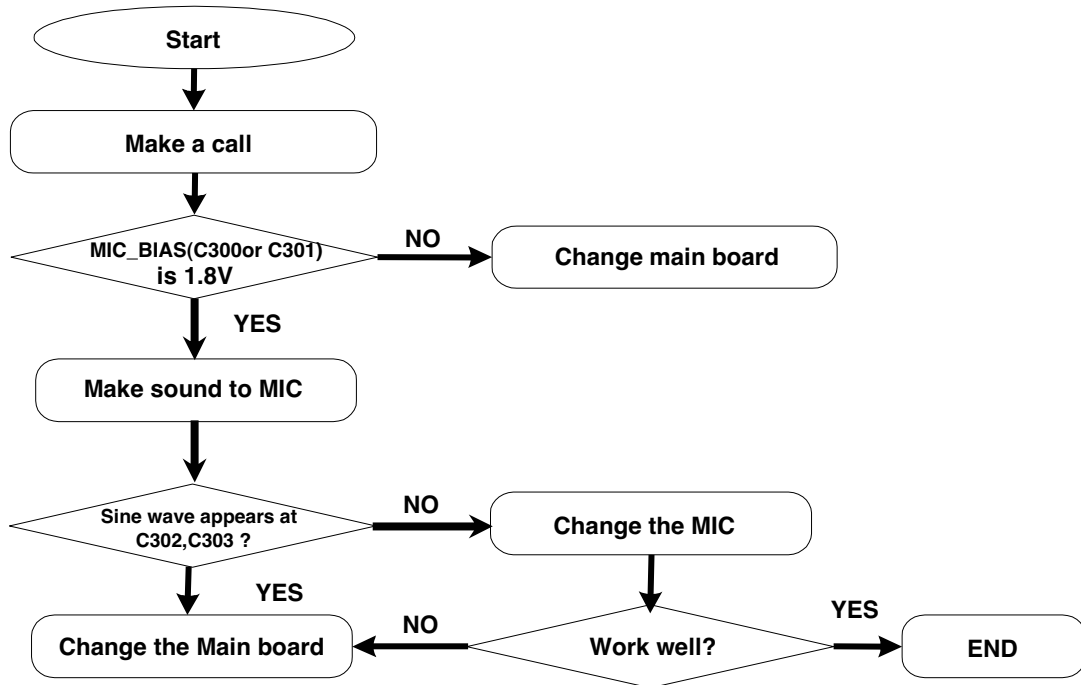 Start
Make a call
MIC_BIAS(C300or C301)
is 1.8V
NO
Change main board
YES
Make sound to MIC
Sine wave appears at
C302,C303 ?
NO
Change the MIC
YES
Change the Main board
NO
Work well?
YES
END